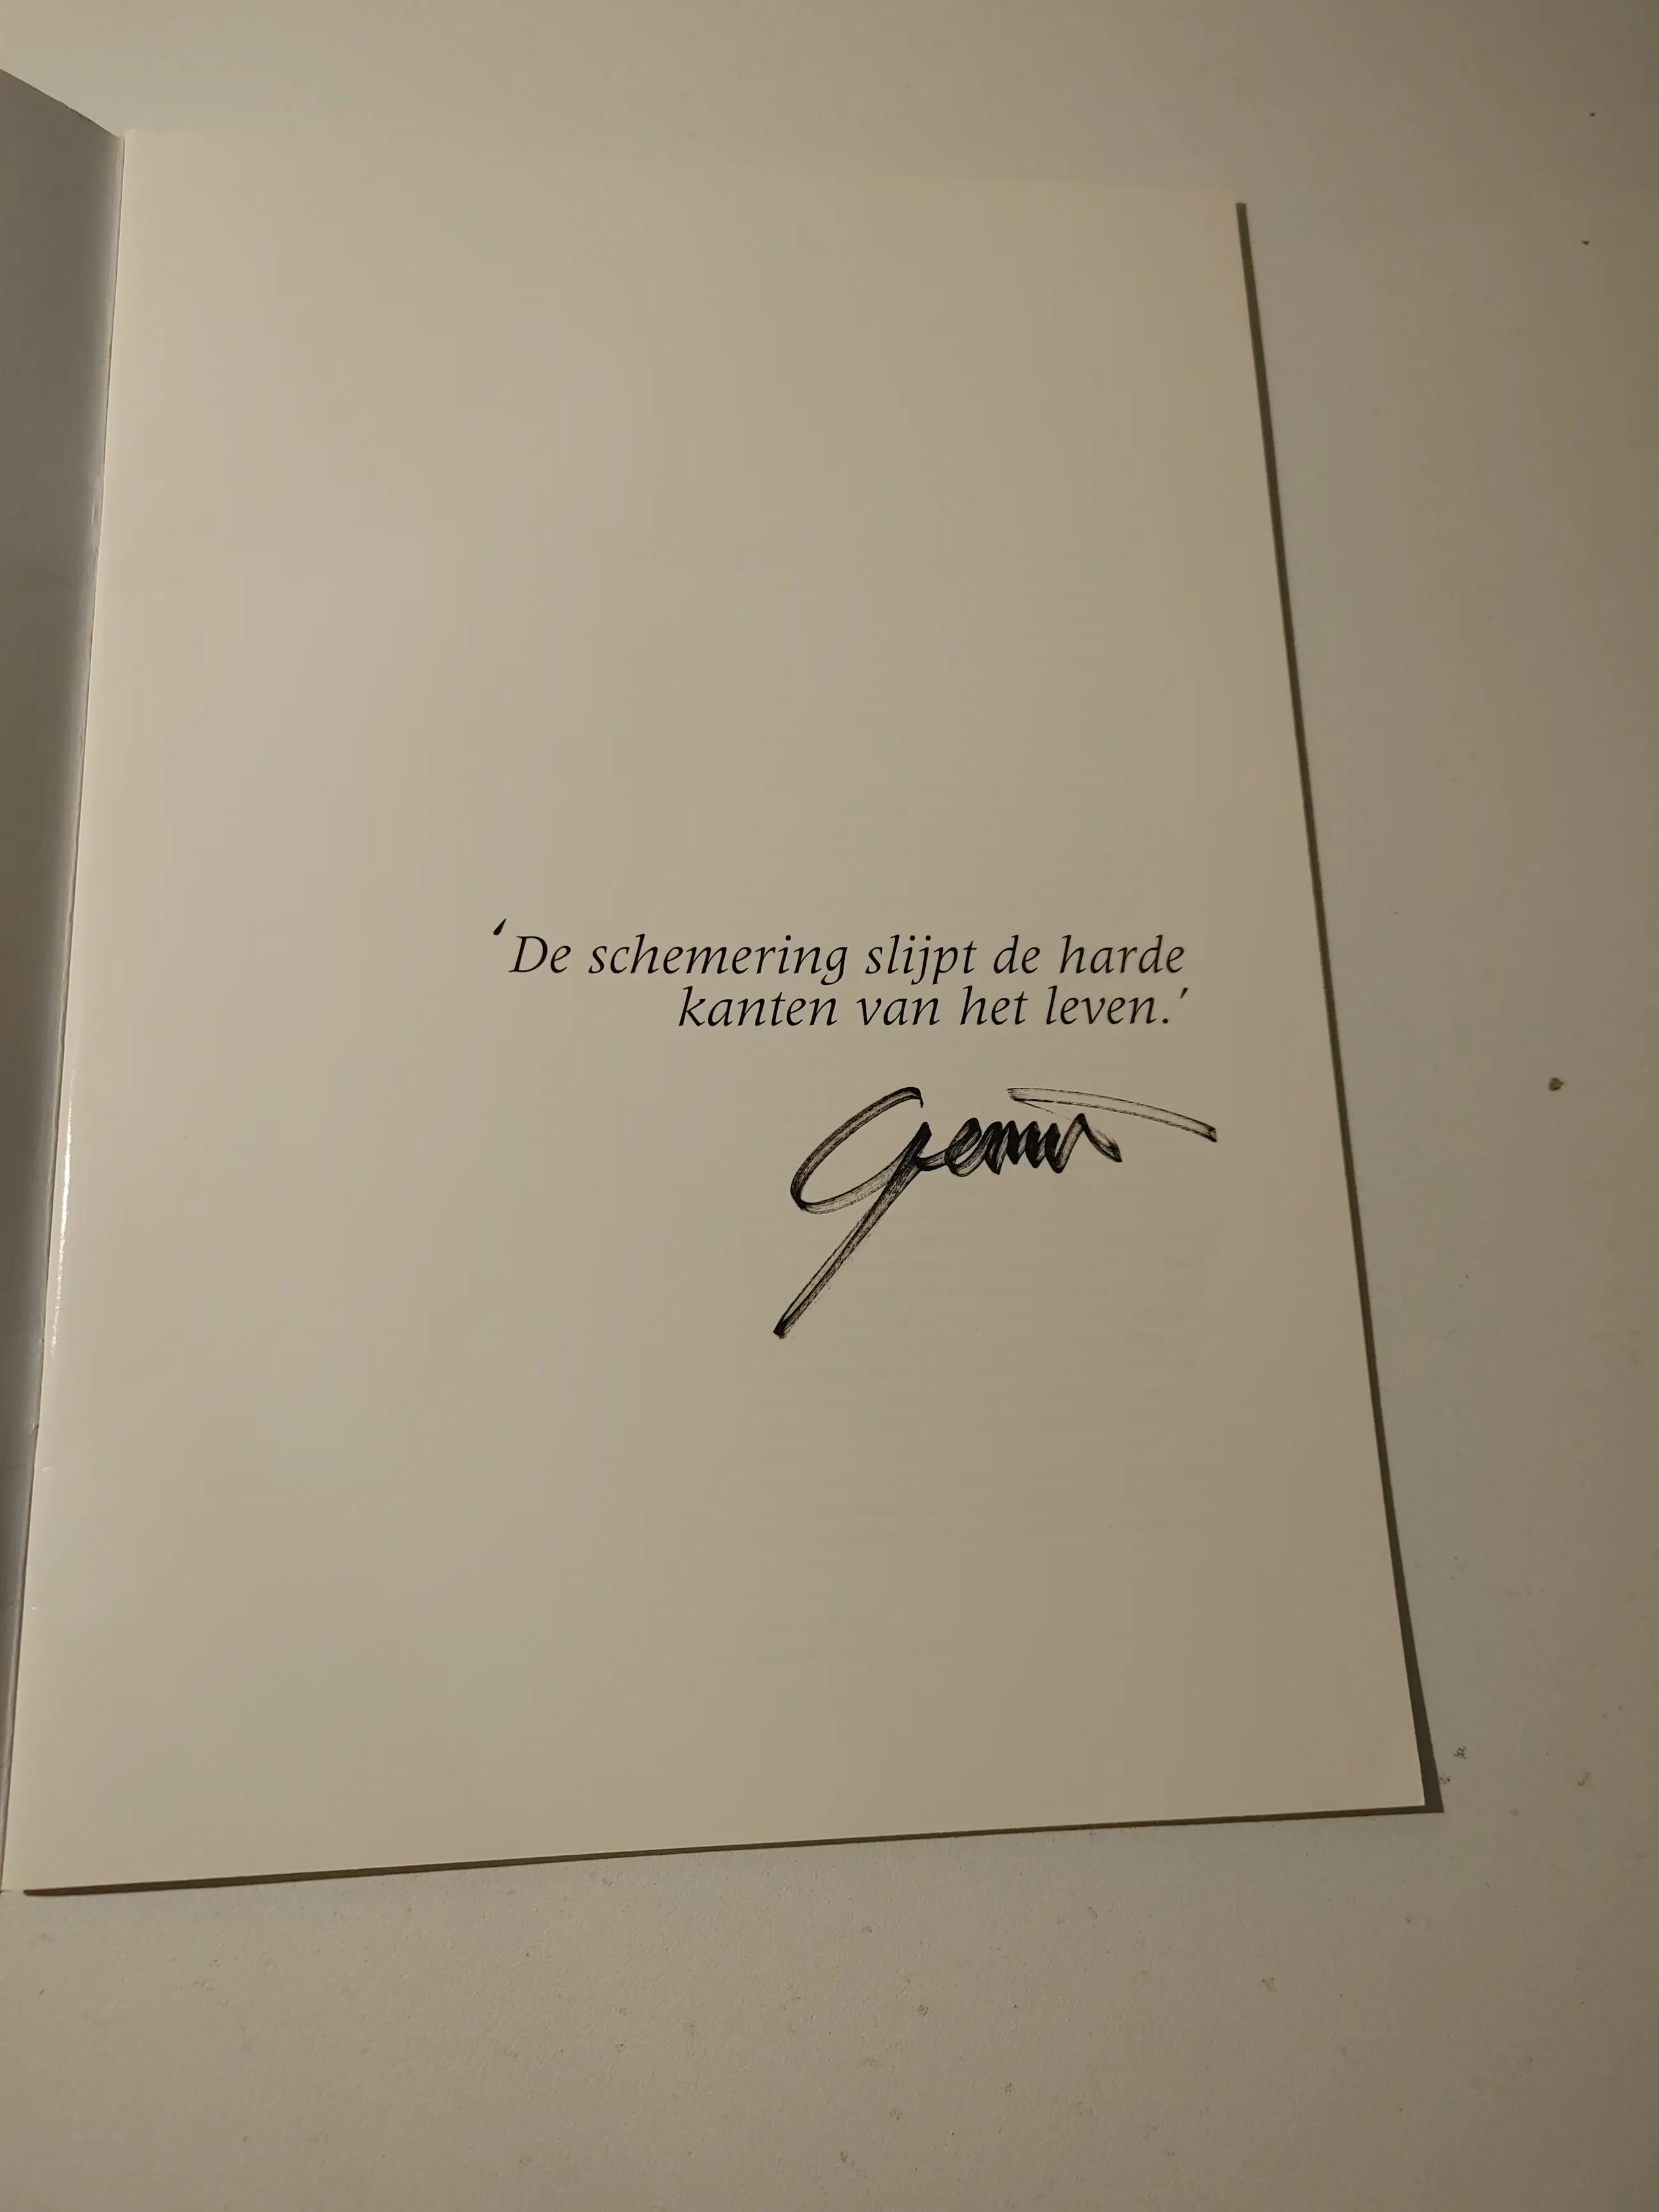 ‘De schemering slijpt de harde
kanten van het leven.’